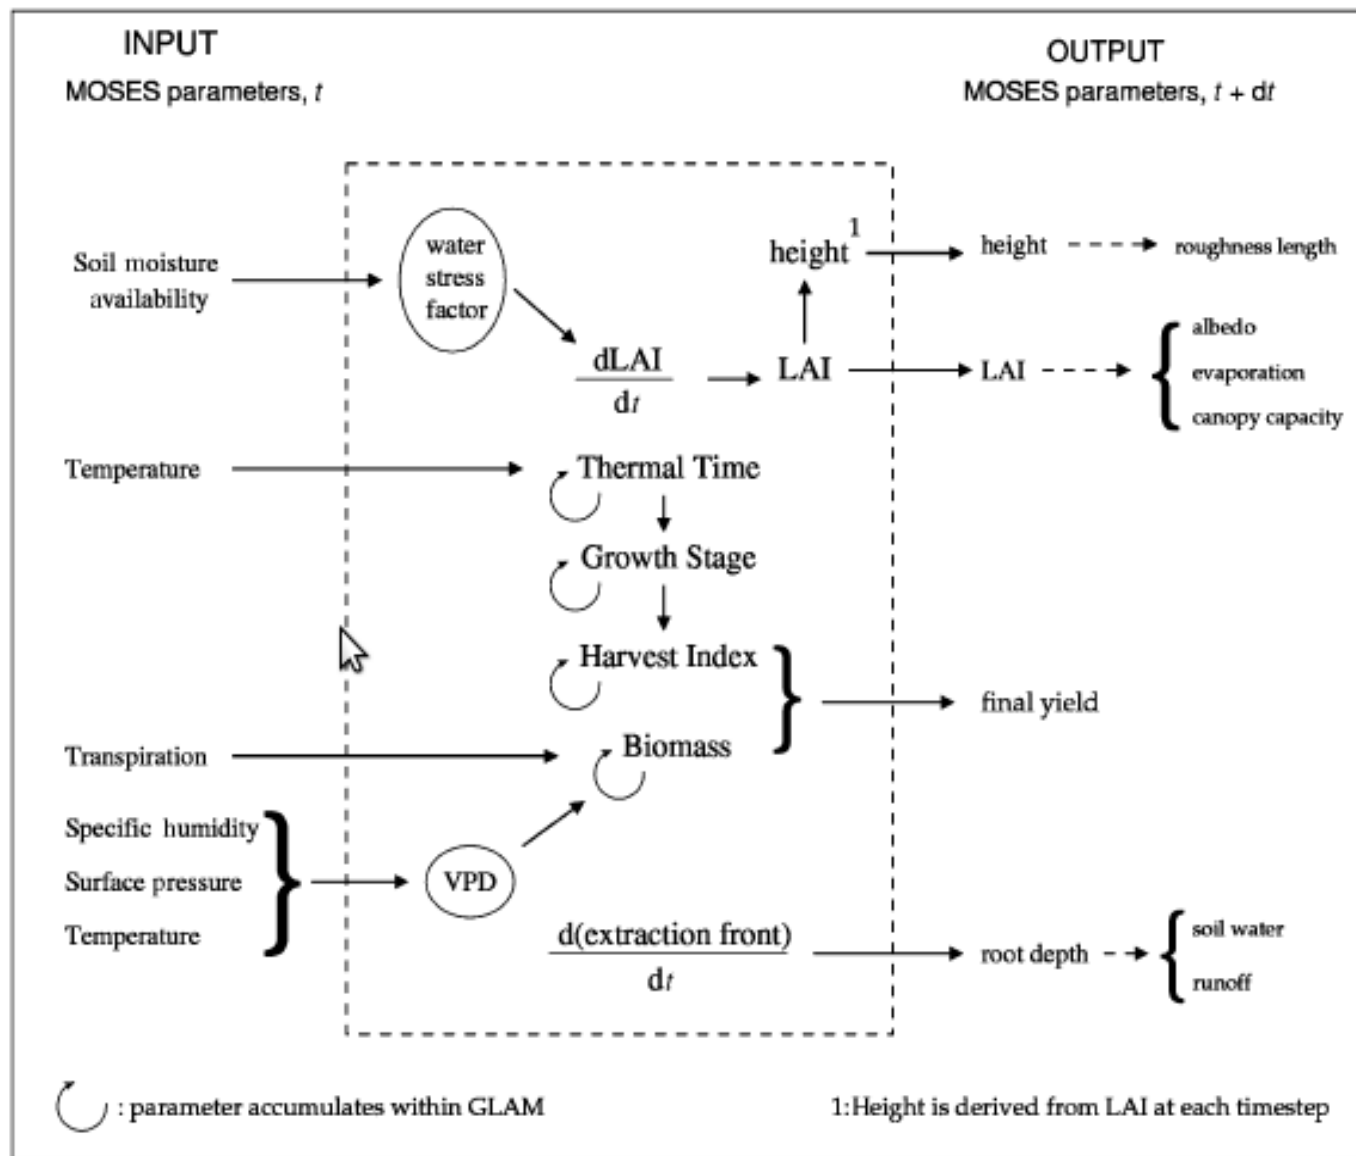 INPUT
MOSES parameters, t
OUTPUT
MOSES parameters, t + dt
Soil moisture
availability
water
stress
factor
height1
height
roughness length
dLAI
dt
LAI
LAI
albedo
evaporation
canopy capacity
Temperature
Thermal Time
Growth Stage
Harvest Index
final yield
Transpiration
Biomass
Specific humidity
Surface pressure
Temperature
VPD
d(extraction front)
dt
root depth
soil water
runoff
: parameter accumulates within GLAM
1:Height is derived from LAI at each timestep